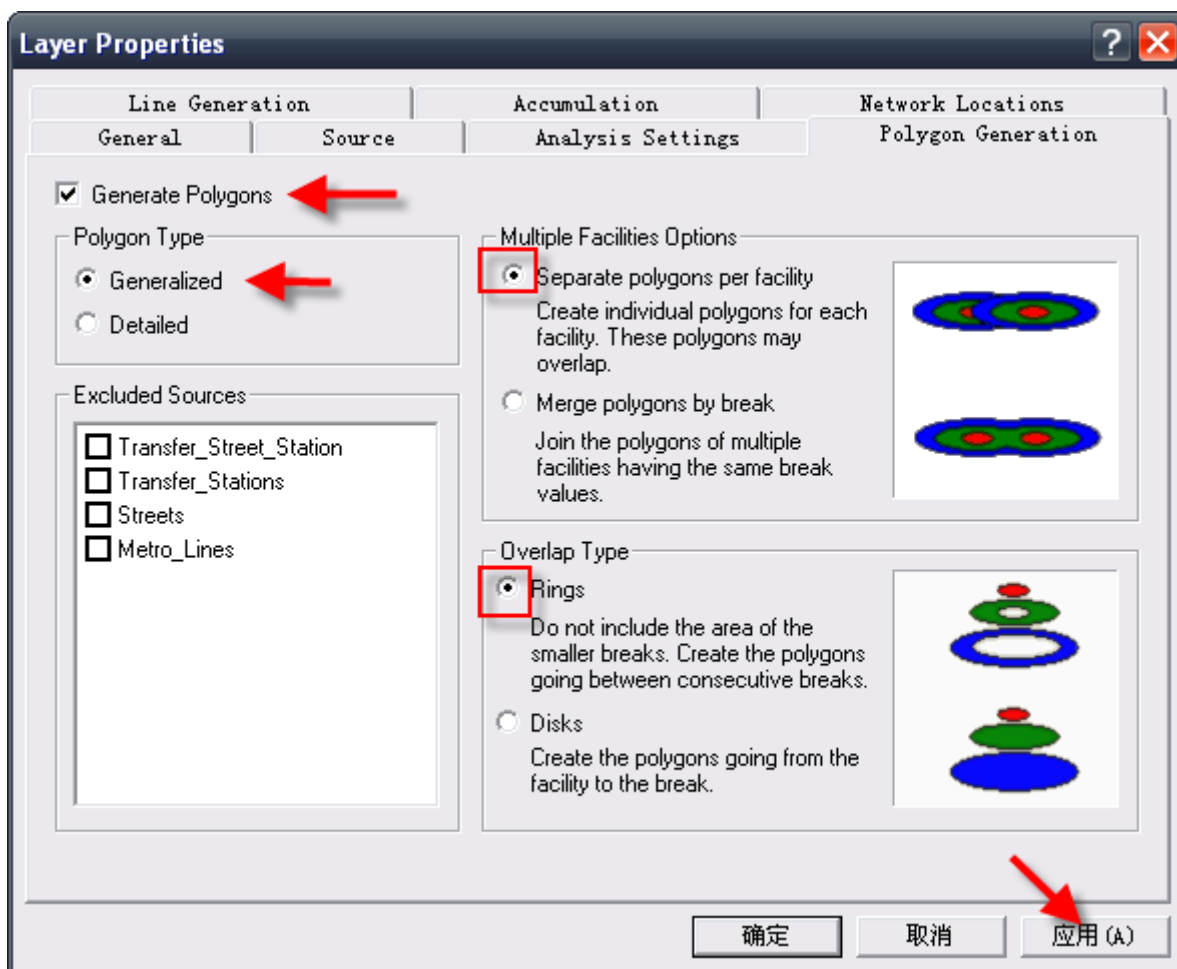 Layer Properties
Line Generation
Accumulation
Network Locations
General
Source
Analysis Settings
Polygon Generation
Generate Polygons
Polygon Type
Generalized
Detailed
Excluded Sources
Transfer_Street_Station
Transfer_Stations
Streets
Metro_Lines
Multiple Facilities Options
Separate polygons per facility
Create individual polygons for each
facility. These polygons may
overlap.
Merge polygons by break
Join the polygons of multiple
facilities having the same break
values.
Overlap Type
Rings
Do not include the area of the
smaller breaks. Create the polygons
going between consecutive breaks.
Disks
Create the polygons going from the
facility to the break.
确定
取消
应用(A)